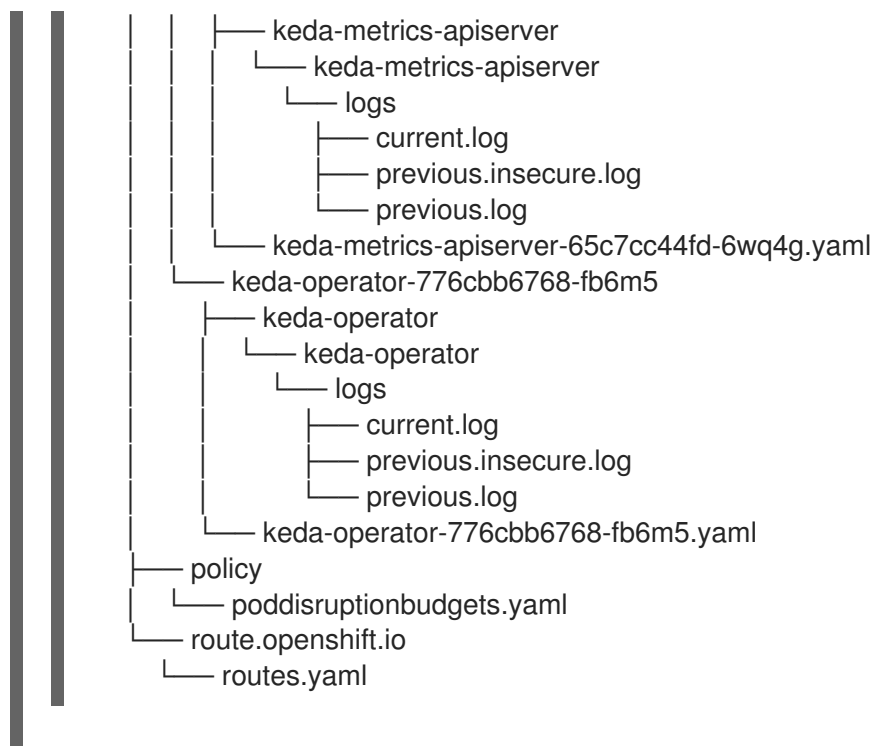 │ │ ├── keda-metrics-apiserver
│ │ │ └── keda-metrics-apiserver
│ │ │ └── logs
│ │ │ ├── current.log
│ │ │ ├── previous.insecure.log
│ │ │ └── previous.log
│ │ └── keda-metrics-apiserver-65c7cc44fd-6wq4g.yaml
│ └── keda-operator-776cbb6768-fb6m5
│ ├── keda-operator
│ │ └── keda-operator
│ │ └── logs
│ │ ├── current.log
│ │ ├── previous.insecure.log
│ │ └── previous.log
│ └── keda-operator-776cbb6768-fb6m5.yaml
├── policy
│ └── poddisruptionbudgets.yaml
└── route.openshift.io
└── routes.yaml